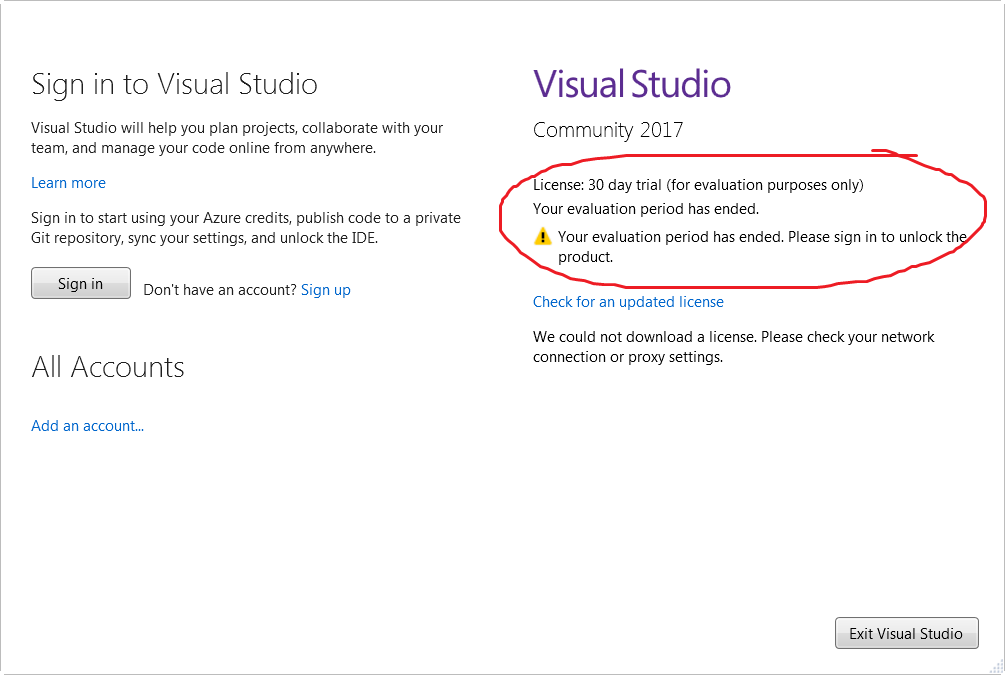 Sign in to Visual Studio
Visual Studio will help you plan projects, collaborate with your
team, and manage your code online from anywhere.
Learn more
Sign in to start using your Azure credits, publish code to a private
Git repository, sync your settings, and unlock the IDE.
Sign in
Don't have an account? Sign up
All Accounts
Add an account...
Visual Studio
Community 2017
License: 30 day trial (for evaluation purposes only)
Your evaluation period has ended.
Your evaluation period has ended. Please sign in to unlock the
product.
Check for an updated license
We could not download a license. Please check your network
connection or proxy settings.
Exit Visual Studio